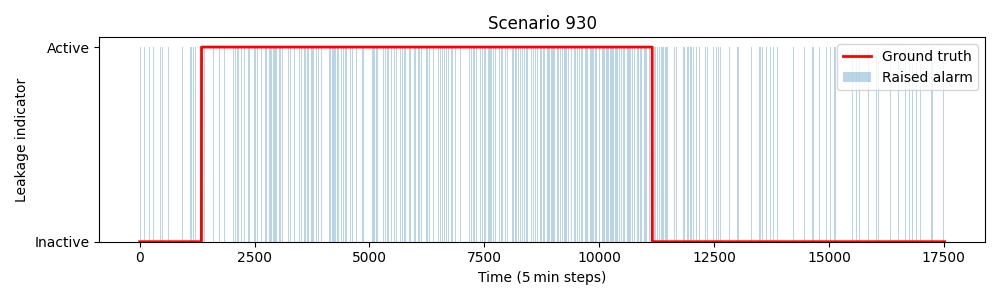 Scenario 930
Leakage indicator
Active
Inactive
Ground truth
Raised alarm
0 2500 5000 7500 10000 12500 15000 17500
Time (5 min steps)